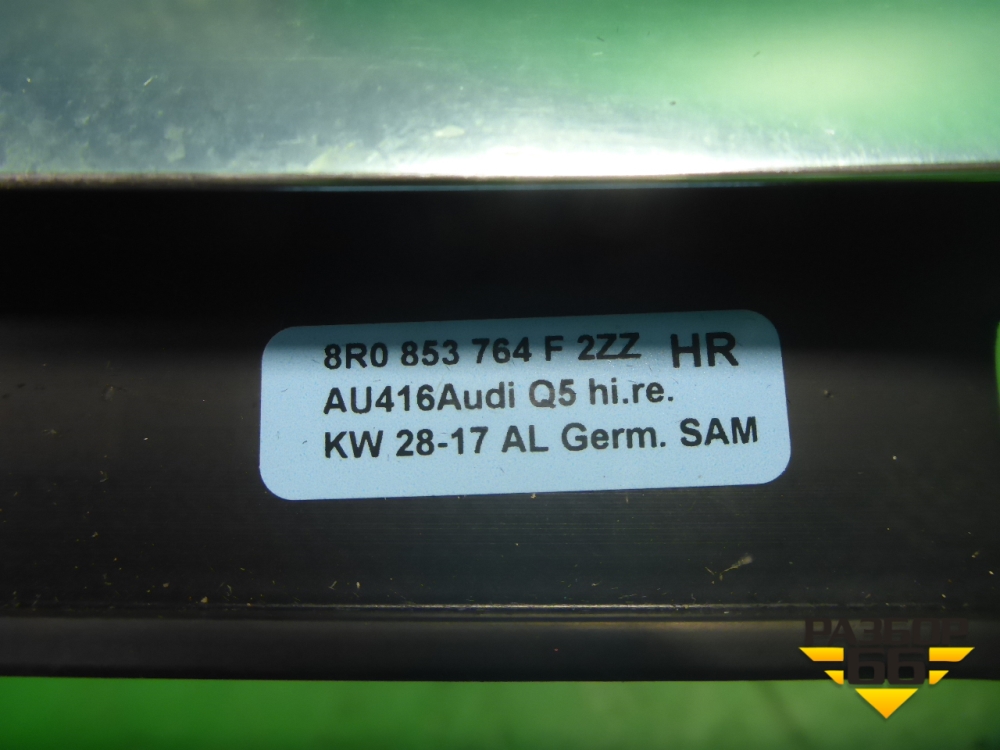 8R0 853 764 F 2ZZ HR
AU416Audi Q5 hi.re.
KW 28-17 AL Germ. SAM
РАЗБОР
66